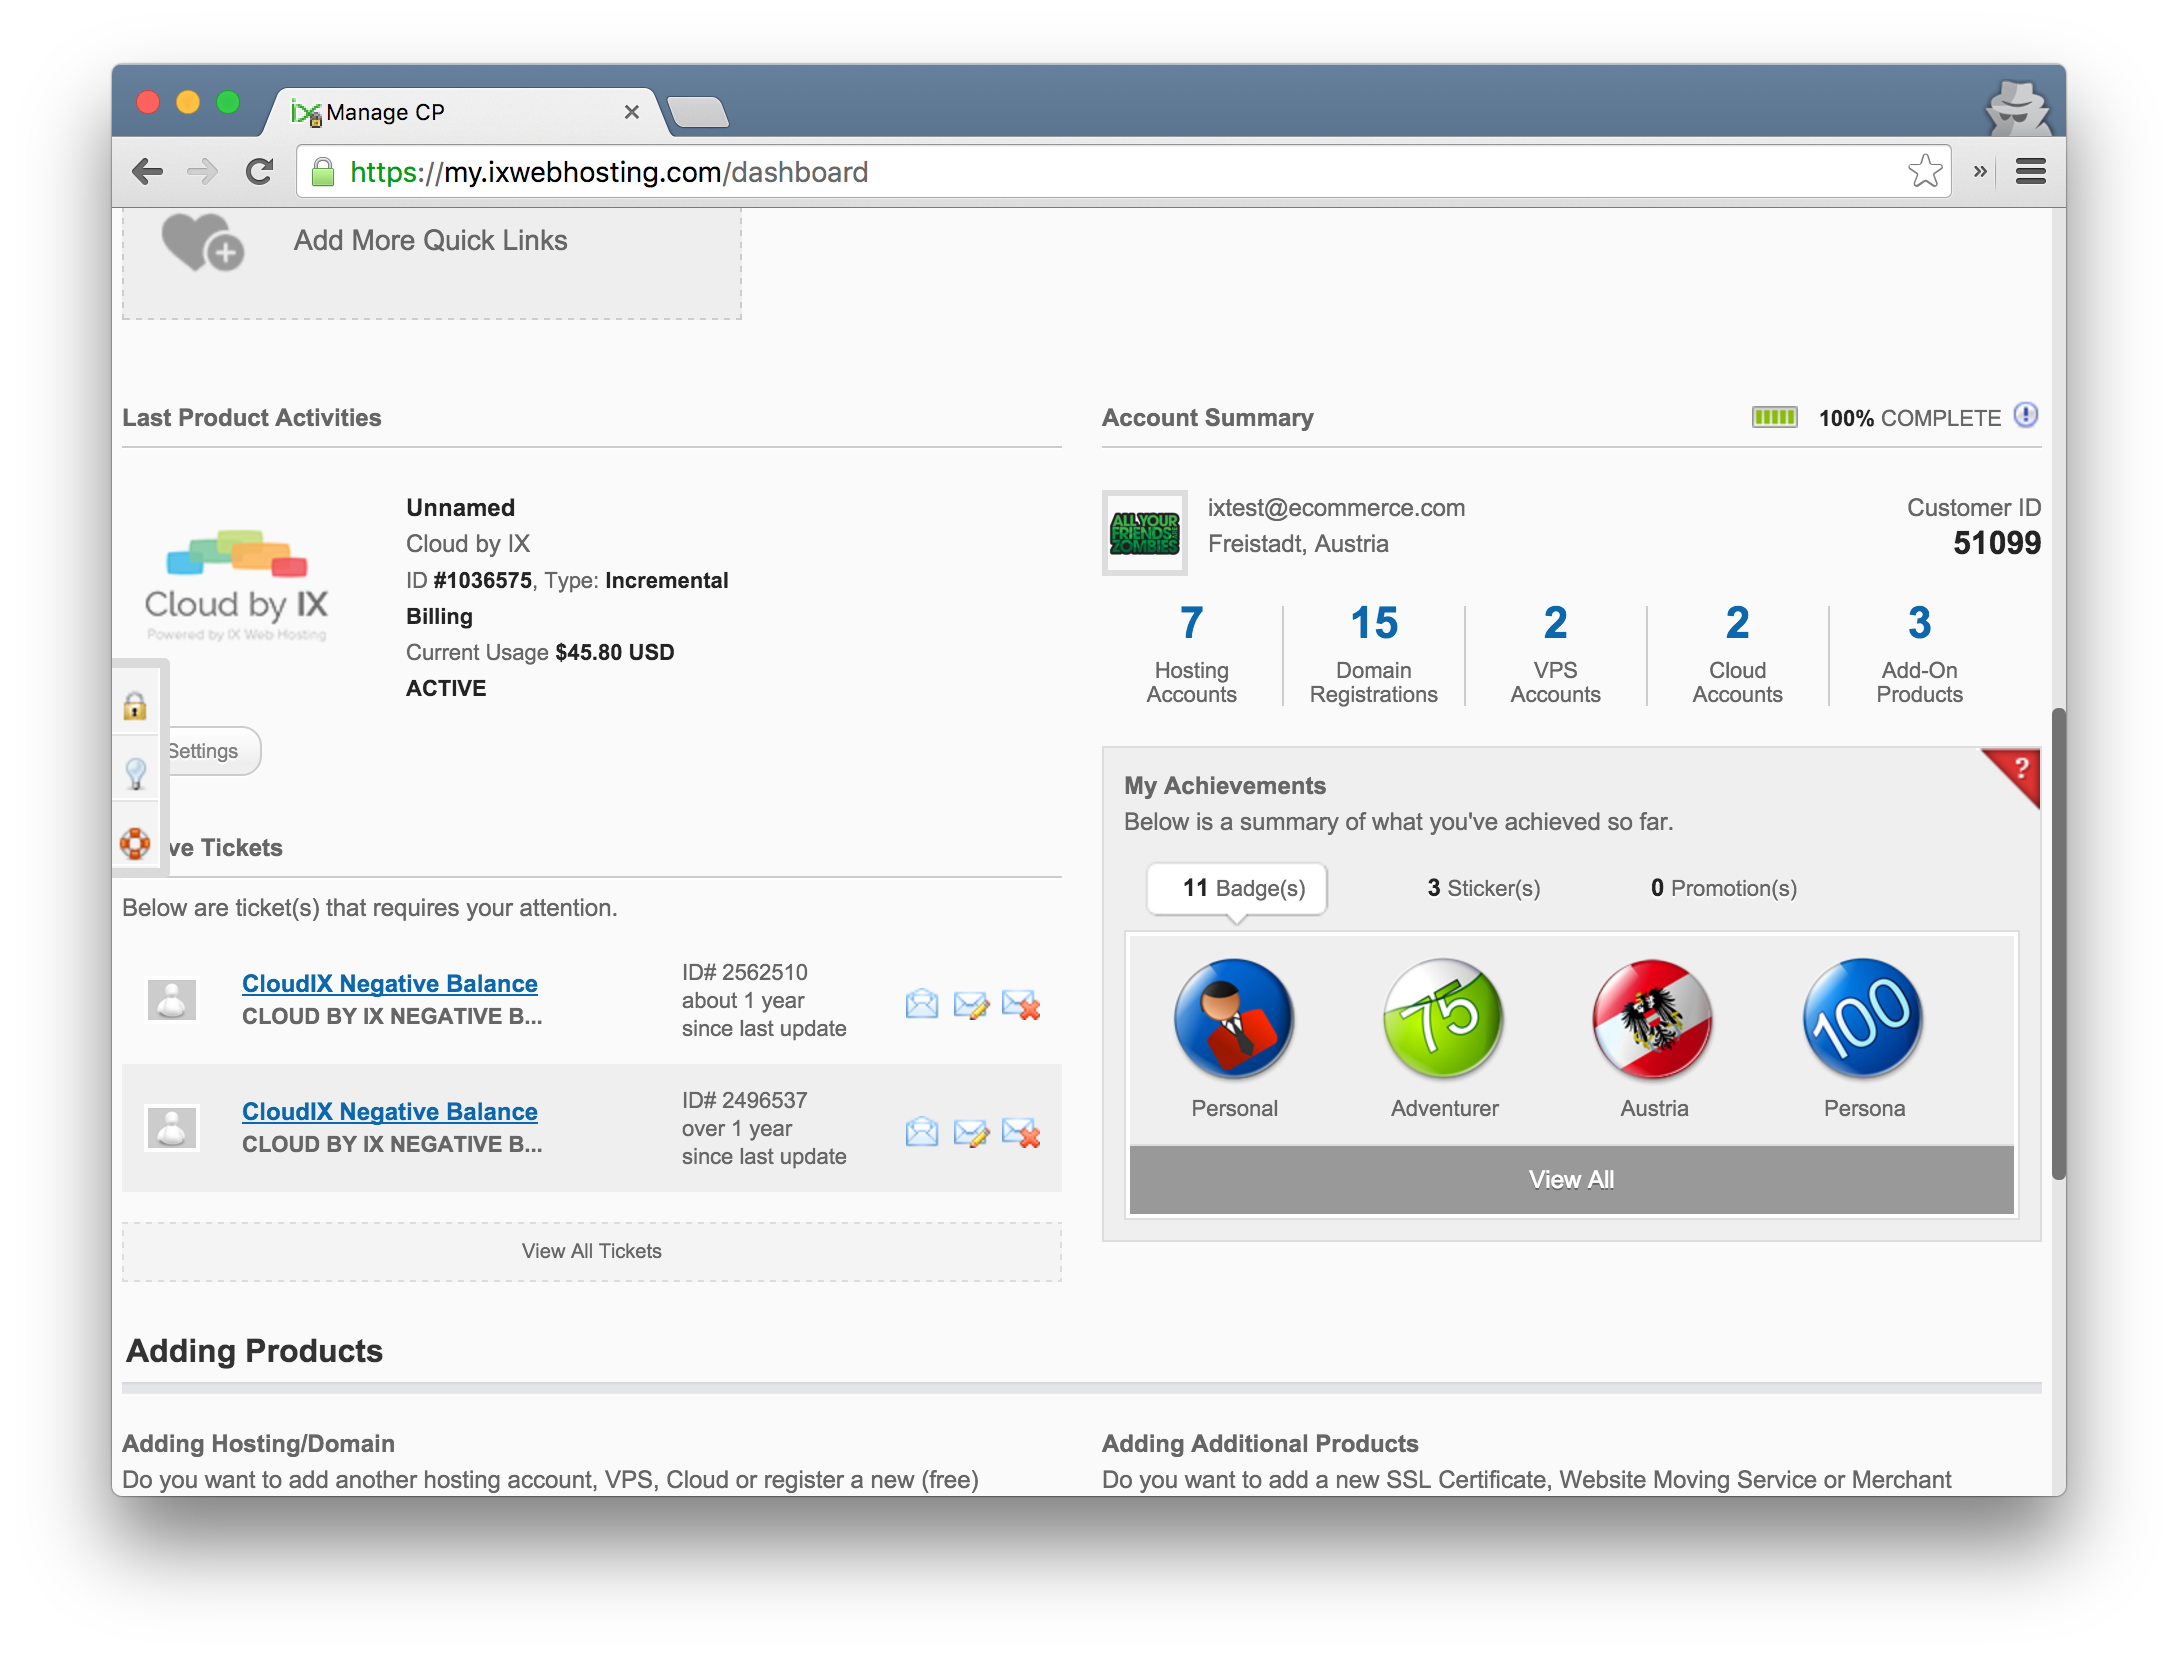 Manage CP
https://my.ixwebhosting.com/dashboard
Add More Quick Links
Last Product Activities
Cloud by IX
Powered by IX Web Hosting
Unnamed
Cloud by IX
ID #1036575, Type: Incremental
Billing
Current Usage $45.80 USD
ACTIVE
Settings
ve Tickets
Below are ticket(s) that requires your attention.
CloudIX Negative Balance
CLOUD BY IX NEGATIVE B...
ID# 2562510
about 1 year
since last update
CloudIX Negative Balance
CLOUD BY IX NEGATIVE B...
ID# 2496537
over 1 year
since last update
View All Tickets
Account Summary
100% COMPLETE
ALL YOUR
FRIENDS
ZOMBIES
ixtest@ecommerce.com
Freistadt, Austria
Customer ID
51099
7
Hosting
Accounts
15
Domain
Registrations
2
VPS
Accounts
2
Cloud
Accounts
3
Add-On
Products
My Achievements
?
Below is a summary of what you've achieved so far.
11 Badge(s)
3 Sticker(s)
0 Promotion(s)
75
100
Personal
Adventurer
Austria
Persona
View All
Adding Products
Adding Hosting/Domain
Do you want to add another hosting account, VPS, Cloud or register a new (free)
Adding Additional Products
Do you want to add a new SSL Certificate, Website Moving Service or Merchant